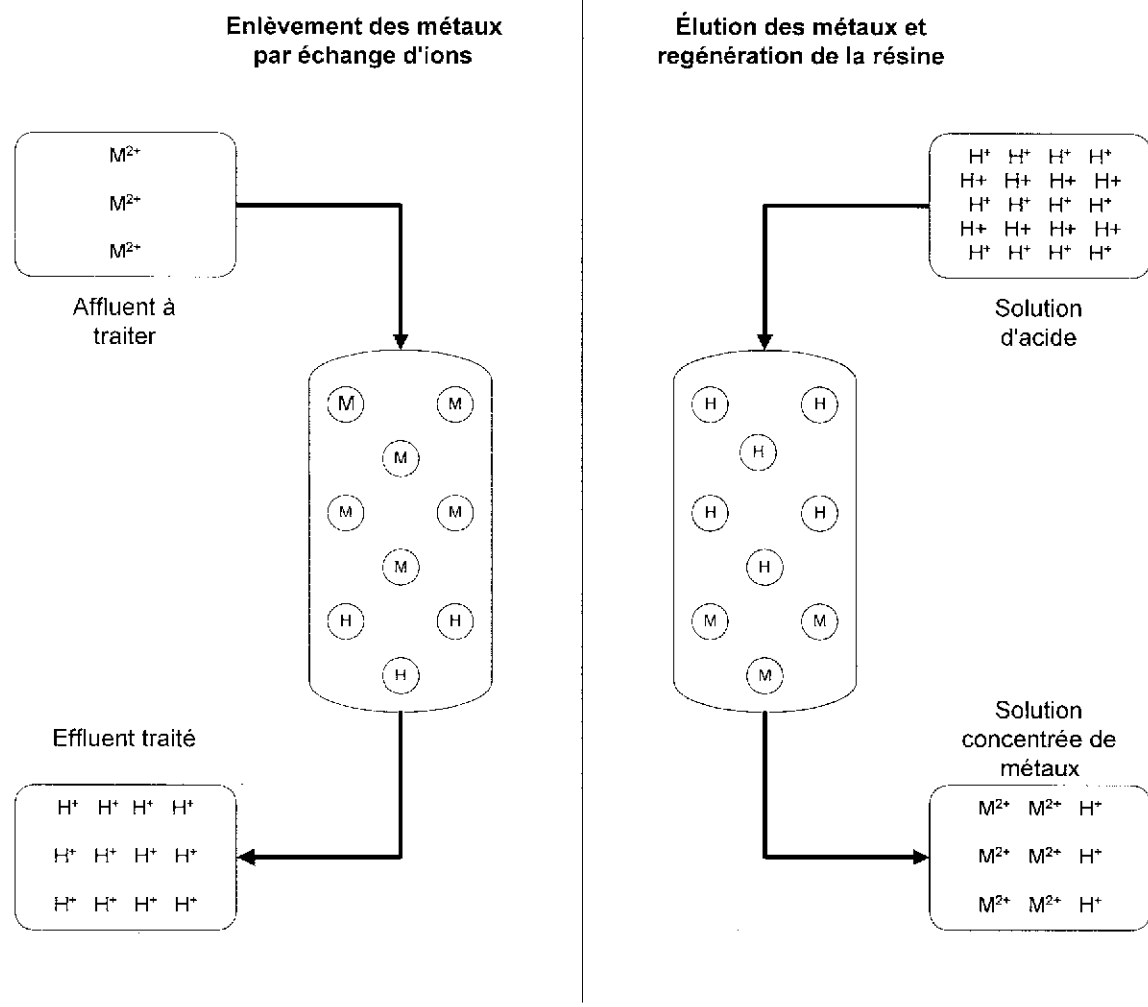 Enlèvement des métaux
par échange d'ions
M²⁺
M²⁺
M²⁺
Affluent à
traiter
M M
M
M M
M
H H
H
Effluent traité
H⁺ H⁺ H⁺ H⁺
H⁺ H⁺ H⁺ H⁺
H⁺ H⁺ H⁺ H⁺
Élution des métaux et
regénération de la résine
H⁺ H⁺ H⁺ H⁺
H+ H+ H+ H+
H⁺ H⁺ H⁺ H⁺
H+ H+ H+ H+
H⁺ H⁺ H⁺ H⁺
Solution
d'acide
H H
H
H H
H
M M
M
Solution
concentrée de
métaux
M²⁺ M²⁺ H⁺
M²⁺ M²⁺ H⁺
M²⁺ M²⁺ H⁺